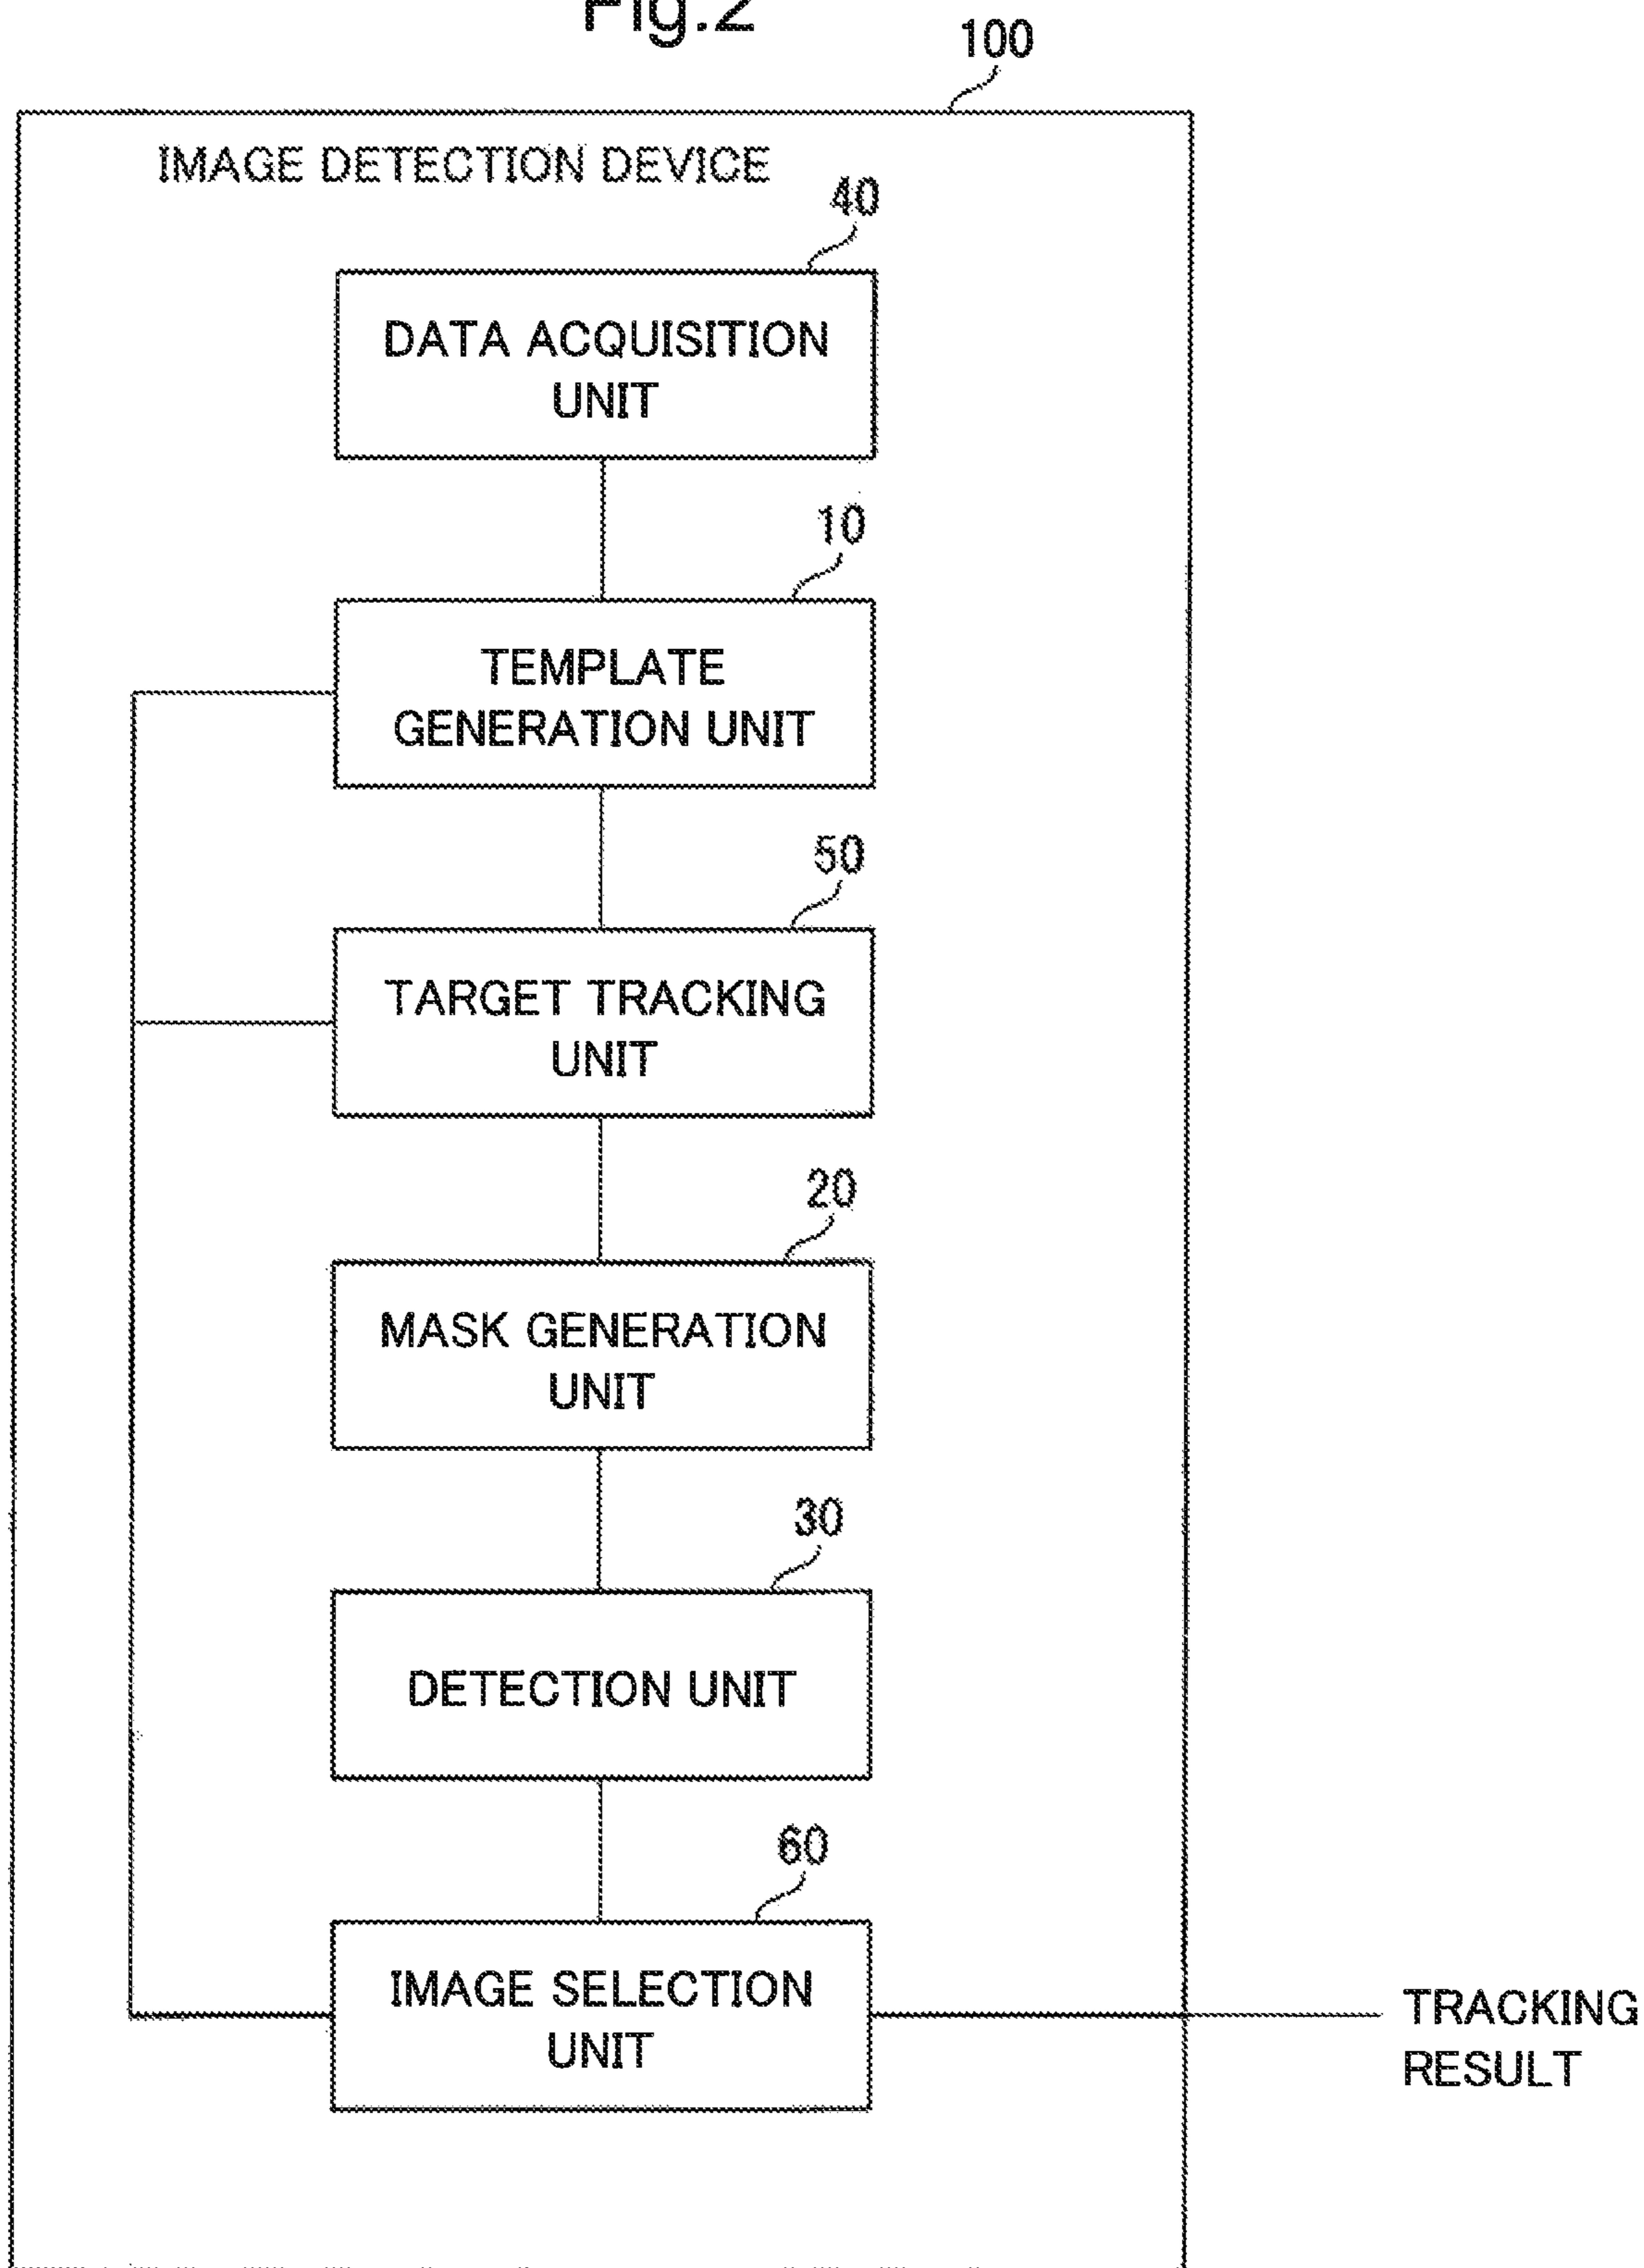 Fig.2
100
IMAGE DETECTION DEVICE
40
DATA ACQUISITION
UNIT
10
TEMPLATE
GENERATION UNIT
50
TARGET TRACKING
UNIT
20
MASK GENERATION
UNIT
30
DETECTION UNIT
60
IMAGE SELECTION
UNIT
TRACKING
RESULT